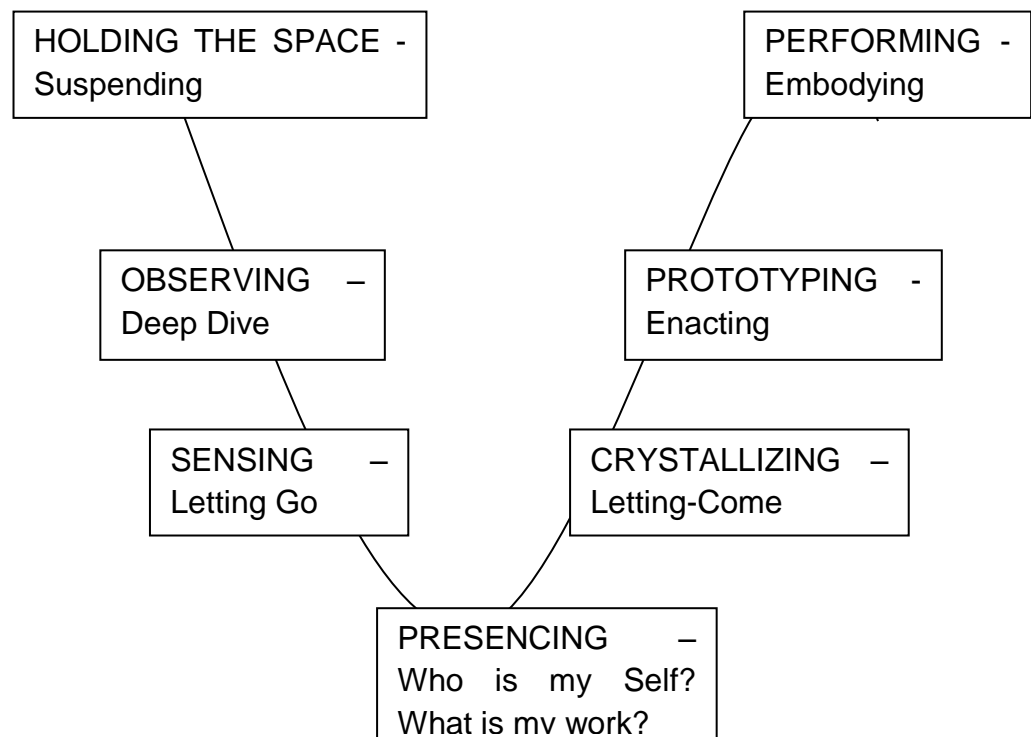 HOLDING THE SPACE -
Suspending
PERFORMING -
Embodying
OBSERVING –
Deep Dive
PROTOTYPING -
Enacting
SENSING –
Letting Go
CRYSTALLIZING –
Letting-Come
PRESENCING –
Who is my Self?
What is my work?